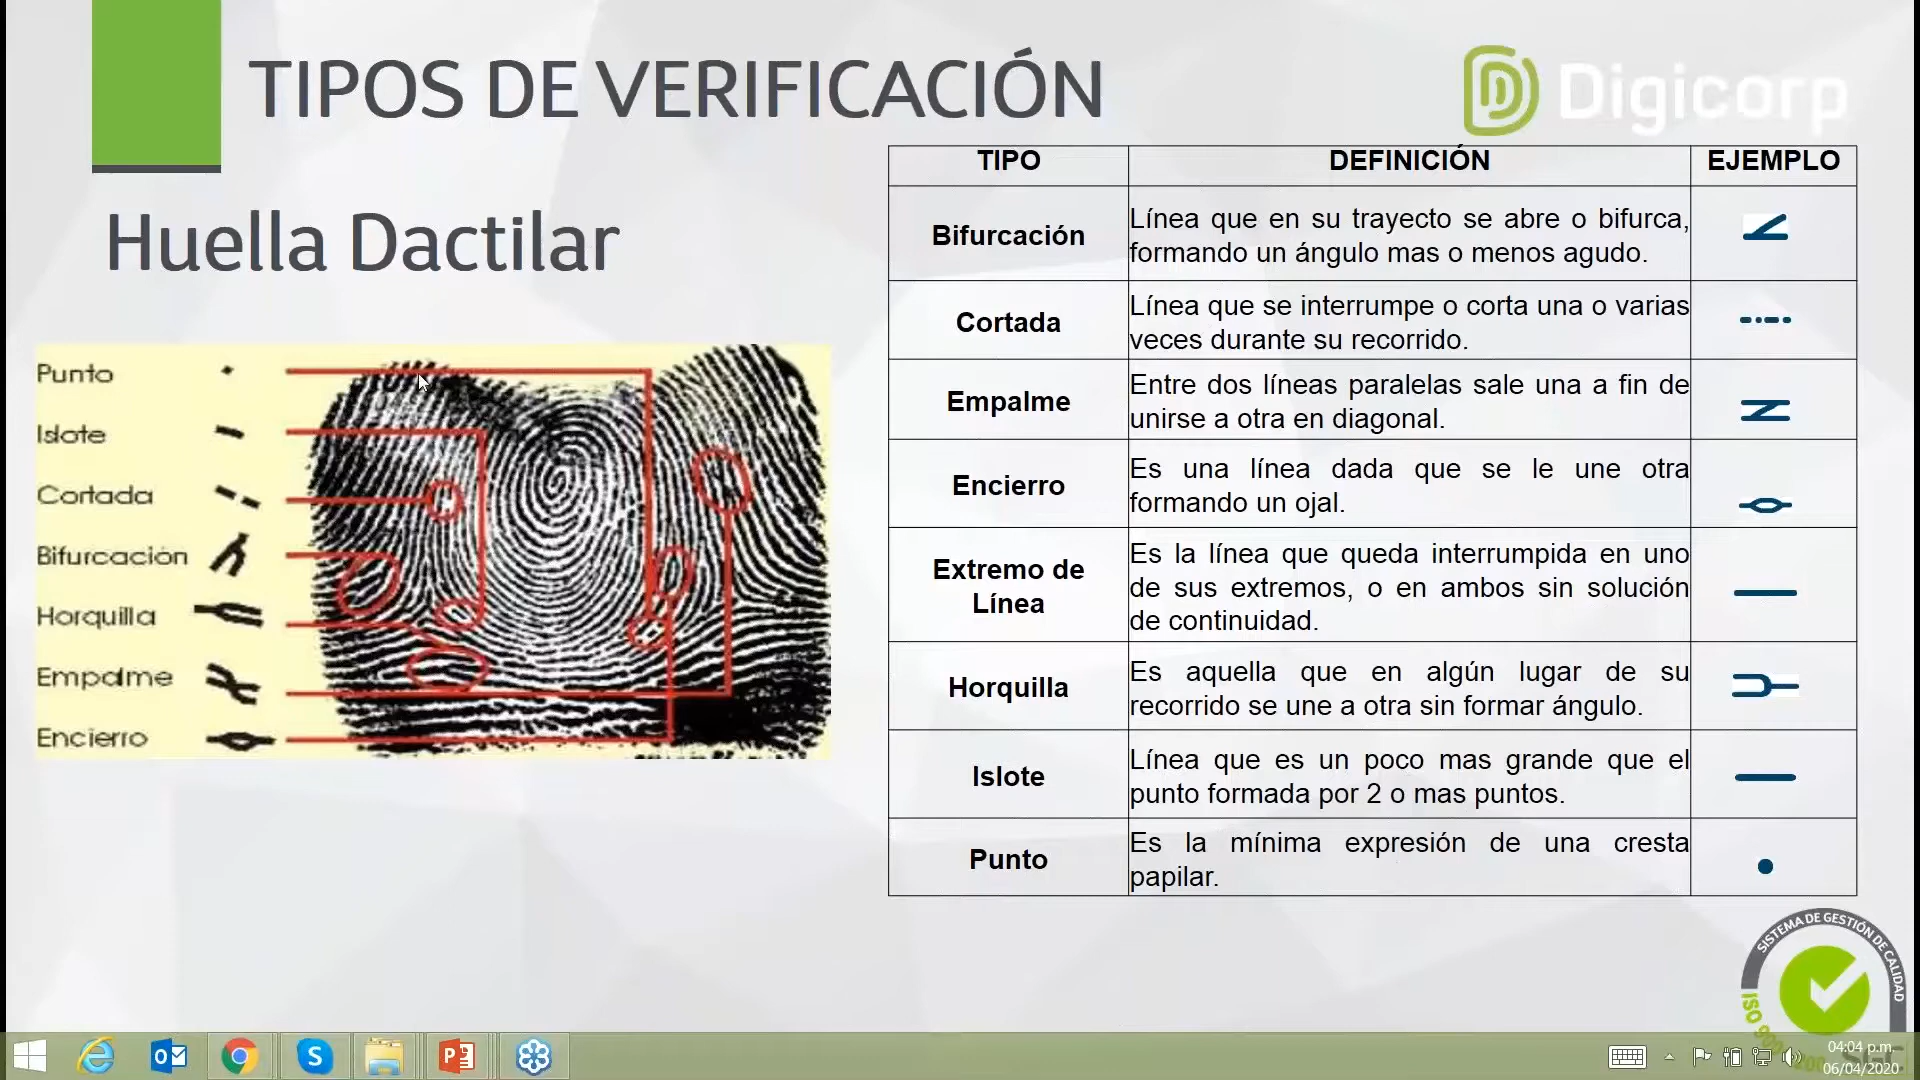 TIPOS DE VERIFICACIÓN
Digicorp
Huella Dactilar
Punto
Islote
Cortada
Bifurcación
Horquilla
Empalme
Encierro
TIPO DEFINICIÓN EJEMPLO
Bifurcación
Línea que en su trayecto se abre o bifurca,
formando un ángulo mas o menos agudo.
Cortada
Línea que se interrumpe o corta una o varias
veces durante su recorrido.
Empalme
Entre dos líneas paralelas sale una a fin de
unirse a otra en diagonal.
Encierro
Es una línea dada que se le une otra
formando un ojal.
Extremo de
Línea
Es la línea que queda interrumpida en uno
de sus extremos, o en ambos sin solución
de continuidad.
Horquilla
Es aquella que en algún lugar de su
recorrido se une a otra sin formar ángulo.
Islote
Línea que es un poco mas grande que el
punto formada por 2 o mas puntos.
Punto
Es la mínima expresión de una cresta
papilar.
SISTEMA DE GESTIÓN DE CALIDAD
ISO
04:04 p.m.
06/04/2020